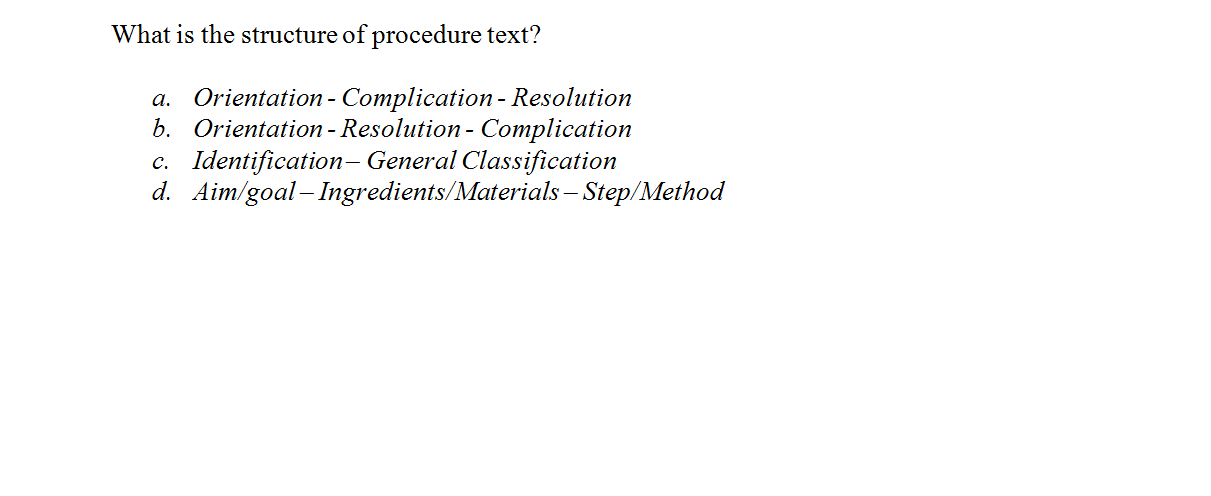 What is the structure of procedure text?
a. Orientation - Complication - Resolution
b. Orientation - Resolution - Complication
c. Identification– General Classification
d. Aim/goal – Ingredients/Materials – Step/Method